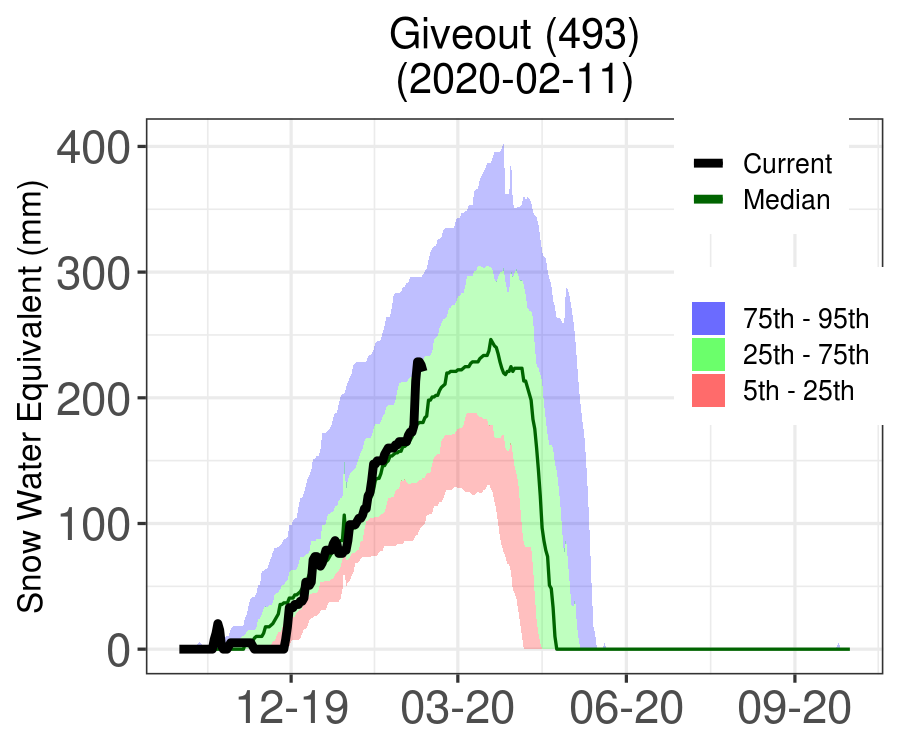 Giveout (493)
(2020-02-11)
Snow Water Equivalent (mm)
400
300
200
100
0
Current
Median
75th - 95th
25th - 75th
5th - 25th
12-19
03-20
06-20
09-20